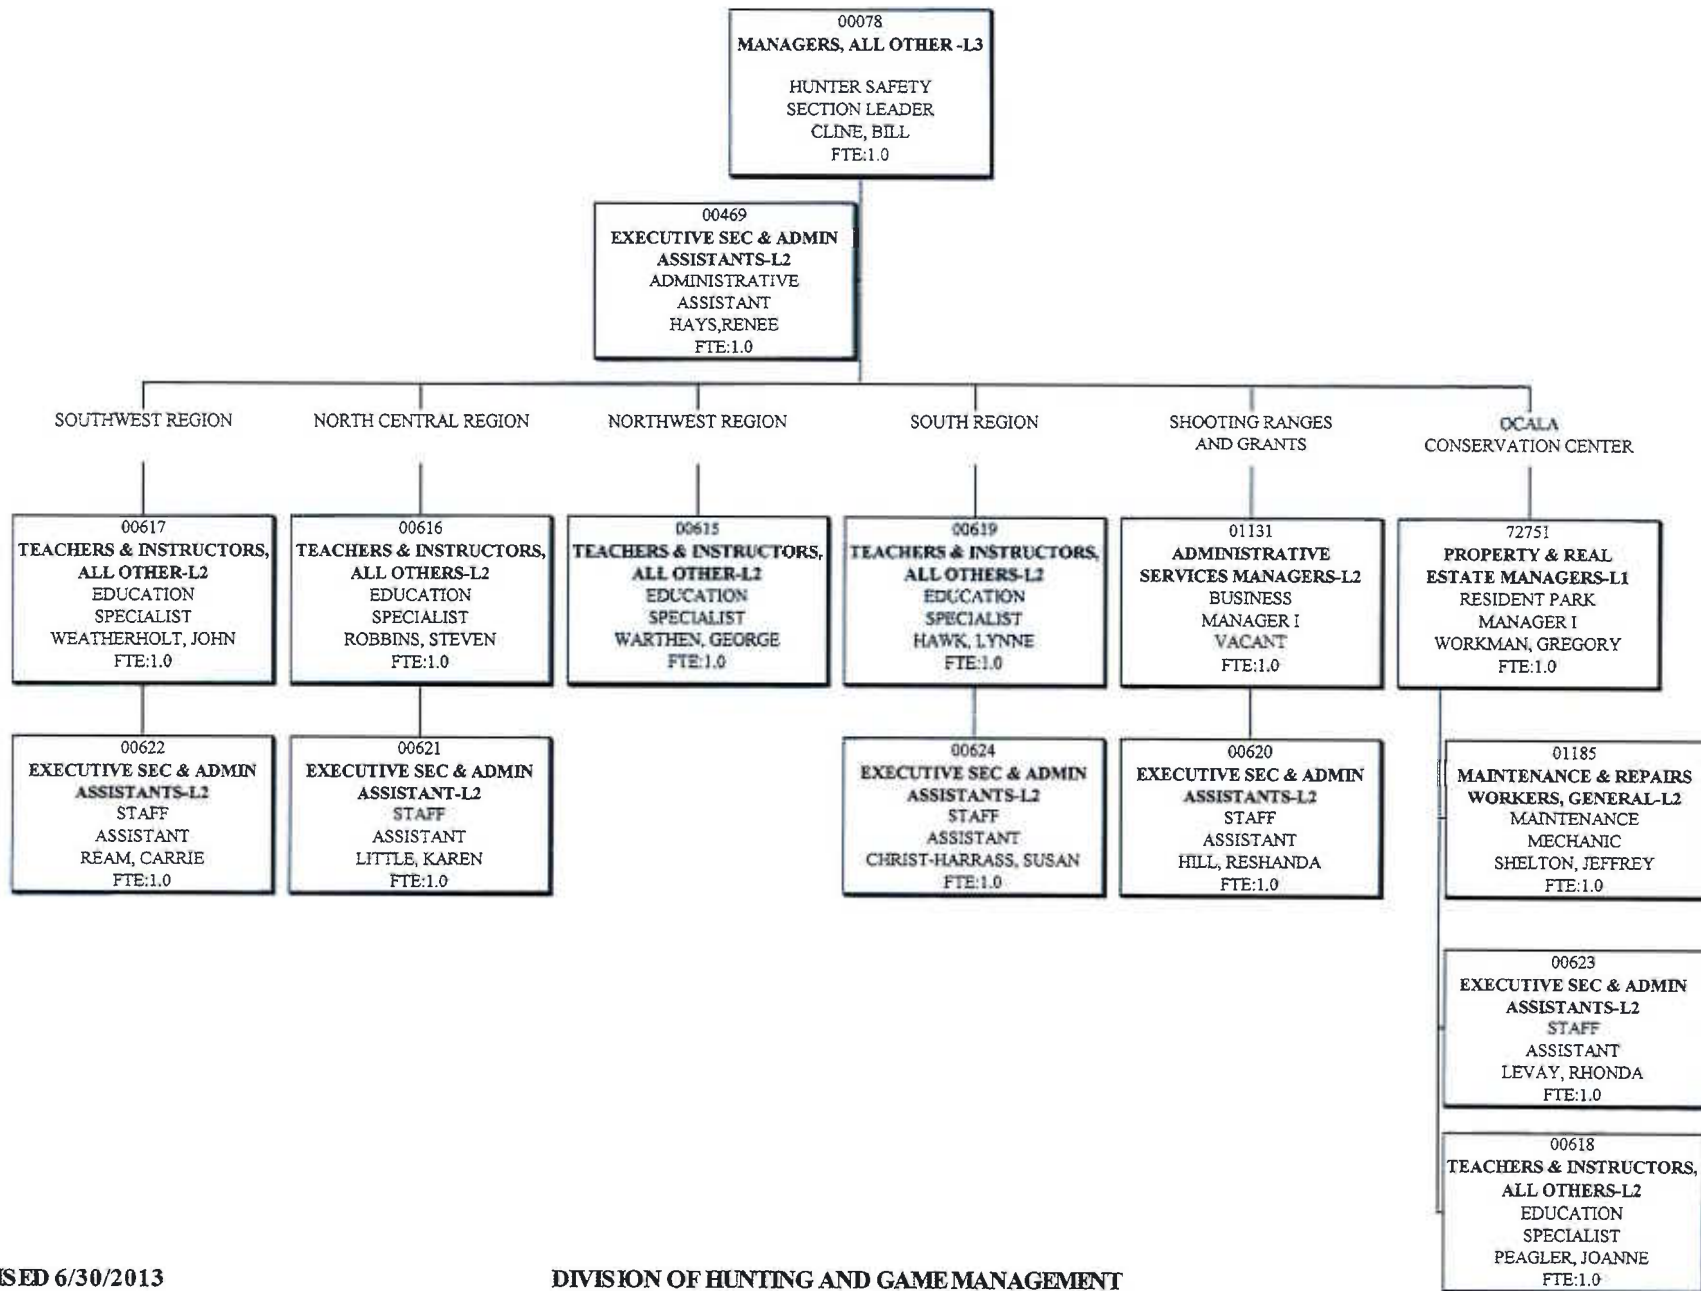 00078
MANAGERS, ALL OTHER -L3
HUNTER SAFETY
SECTION LEADER
CLINE, BILL
FTE:1.0
00469
EXECUTIVE SEC & ADMIN
ASSISTANTS-L2
ADMINISTRATIVE
ASSISTANT
HAYS,RENEE
FTE:1.0
SOUTHWEST REGION
NORTH CENTRAL REGION
NORTHWEST REGION
SOUTH REGION
SHOOTING RANGES
AND GRANTS
OCALA
CONSERVATION CENTER
00617
TEACHERS & INSTRUCTORS,
ALL OTHER-L2
EDUCATION
SPECIALIST
WEATHERHOLT, JOHN
FTE:1.0
00616
TEACHERS & INSTRUCTORS,
ALL OTHERS-L2
EDUCATION
SPECIALIST
ROBBINS, STEVEN
FTE:1.0
00615
TEACHERS & INSTRUCTORS,
ALL OTHER-L2
EDUCATION
SPECIALIST
WARTHEN, GEORGE
FTE:1.0
00619
TEACHERS & INSTRUCTORS,
ALL OTHERS-L2
EDUCATION
SPECIALIST
HAWK, LYNNE
FTE:1.0
01131
ADMINISTRATIVE
SERVICES MANAGERS-L2
BUSINESS
MANAGER I
VACANT
FTE:1.0
72751
PROPERTY & REAL
ESTATE MANAGERS-L1
RESIDENT PARK
MANAGER I
WORKMAN, GREGORY
FTE:1.0
00622
EXECUTIVE SEC & ADMIN
ASSISTANTS-L2
STAFF
ASSISTANT
REAM, CARRIE
FTE:1.0
00621
EXECUTIVE SEC & ADMIN
ASSISTANT-L2
STAFF
ASSISTANT
LITTLE, KAREN
FTE:1.0
00624
EXECUTIVE SEC & ADMIN
ASSISTANTS-L2
STAFF
ASSISTANT
CHRIST-HARRASS, SUSAN
FTE:1.0
00620
EXECUTIVE SEC & ADMIN
ASSISTANTS-L2
STAFF
ASSISTANT
HILL, RESHANDA
FTE:1.0
01185
MAINTENANCE & REPAIRS
WORKERS, GENERAL-L2
MAINTENANCE
MECHANIC
SHELTON, JEFFREY
FTE:1.0
00623
EXECUTIVE SEC & ADMIN
ASSISTANTS-L2
STAFF
ASSISTANT
LEVAY, RHONDA
FTE:1.0
00618
TEACHERS & INSTRUCTORS,
ALL OTHERS-L2
EDUCATION
SPECIALIST
PEAGLER, JOANNE
FTE:1.0
ISED 6/30/2013
DIVISION OF HUNTING AND GAME MANAGEMENT